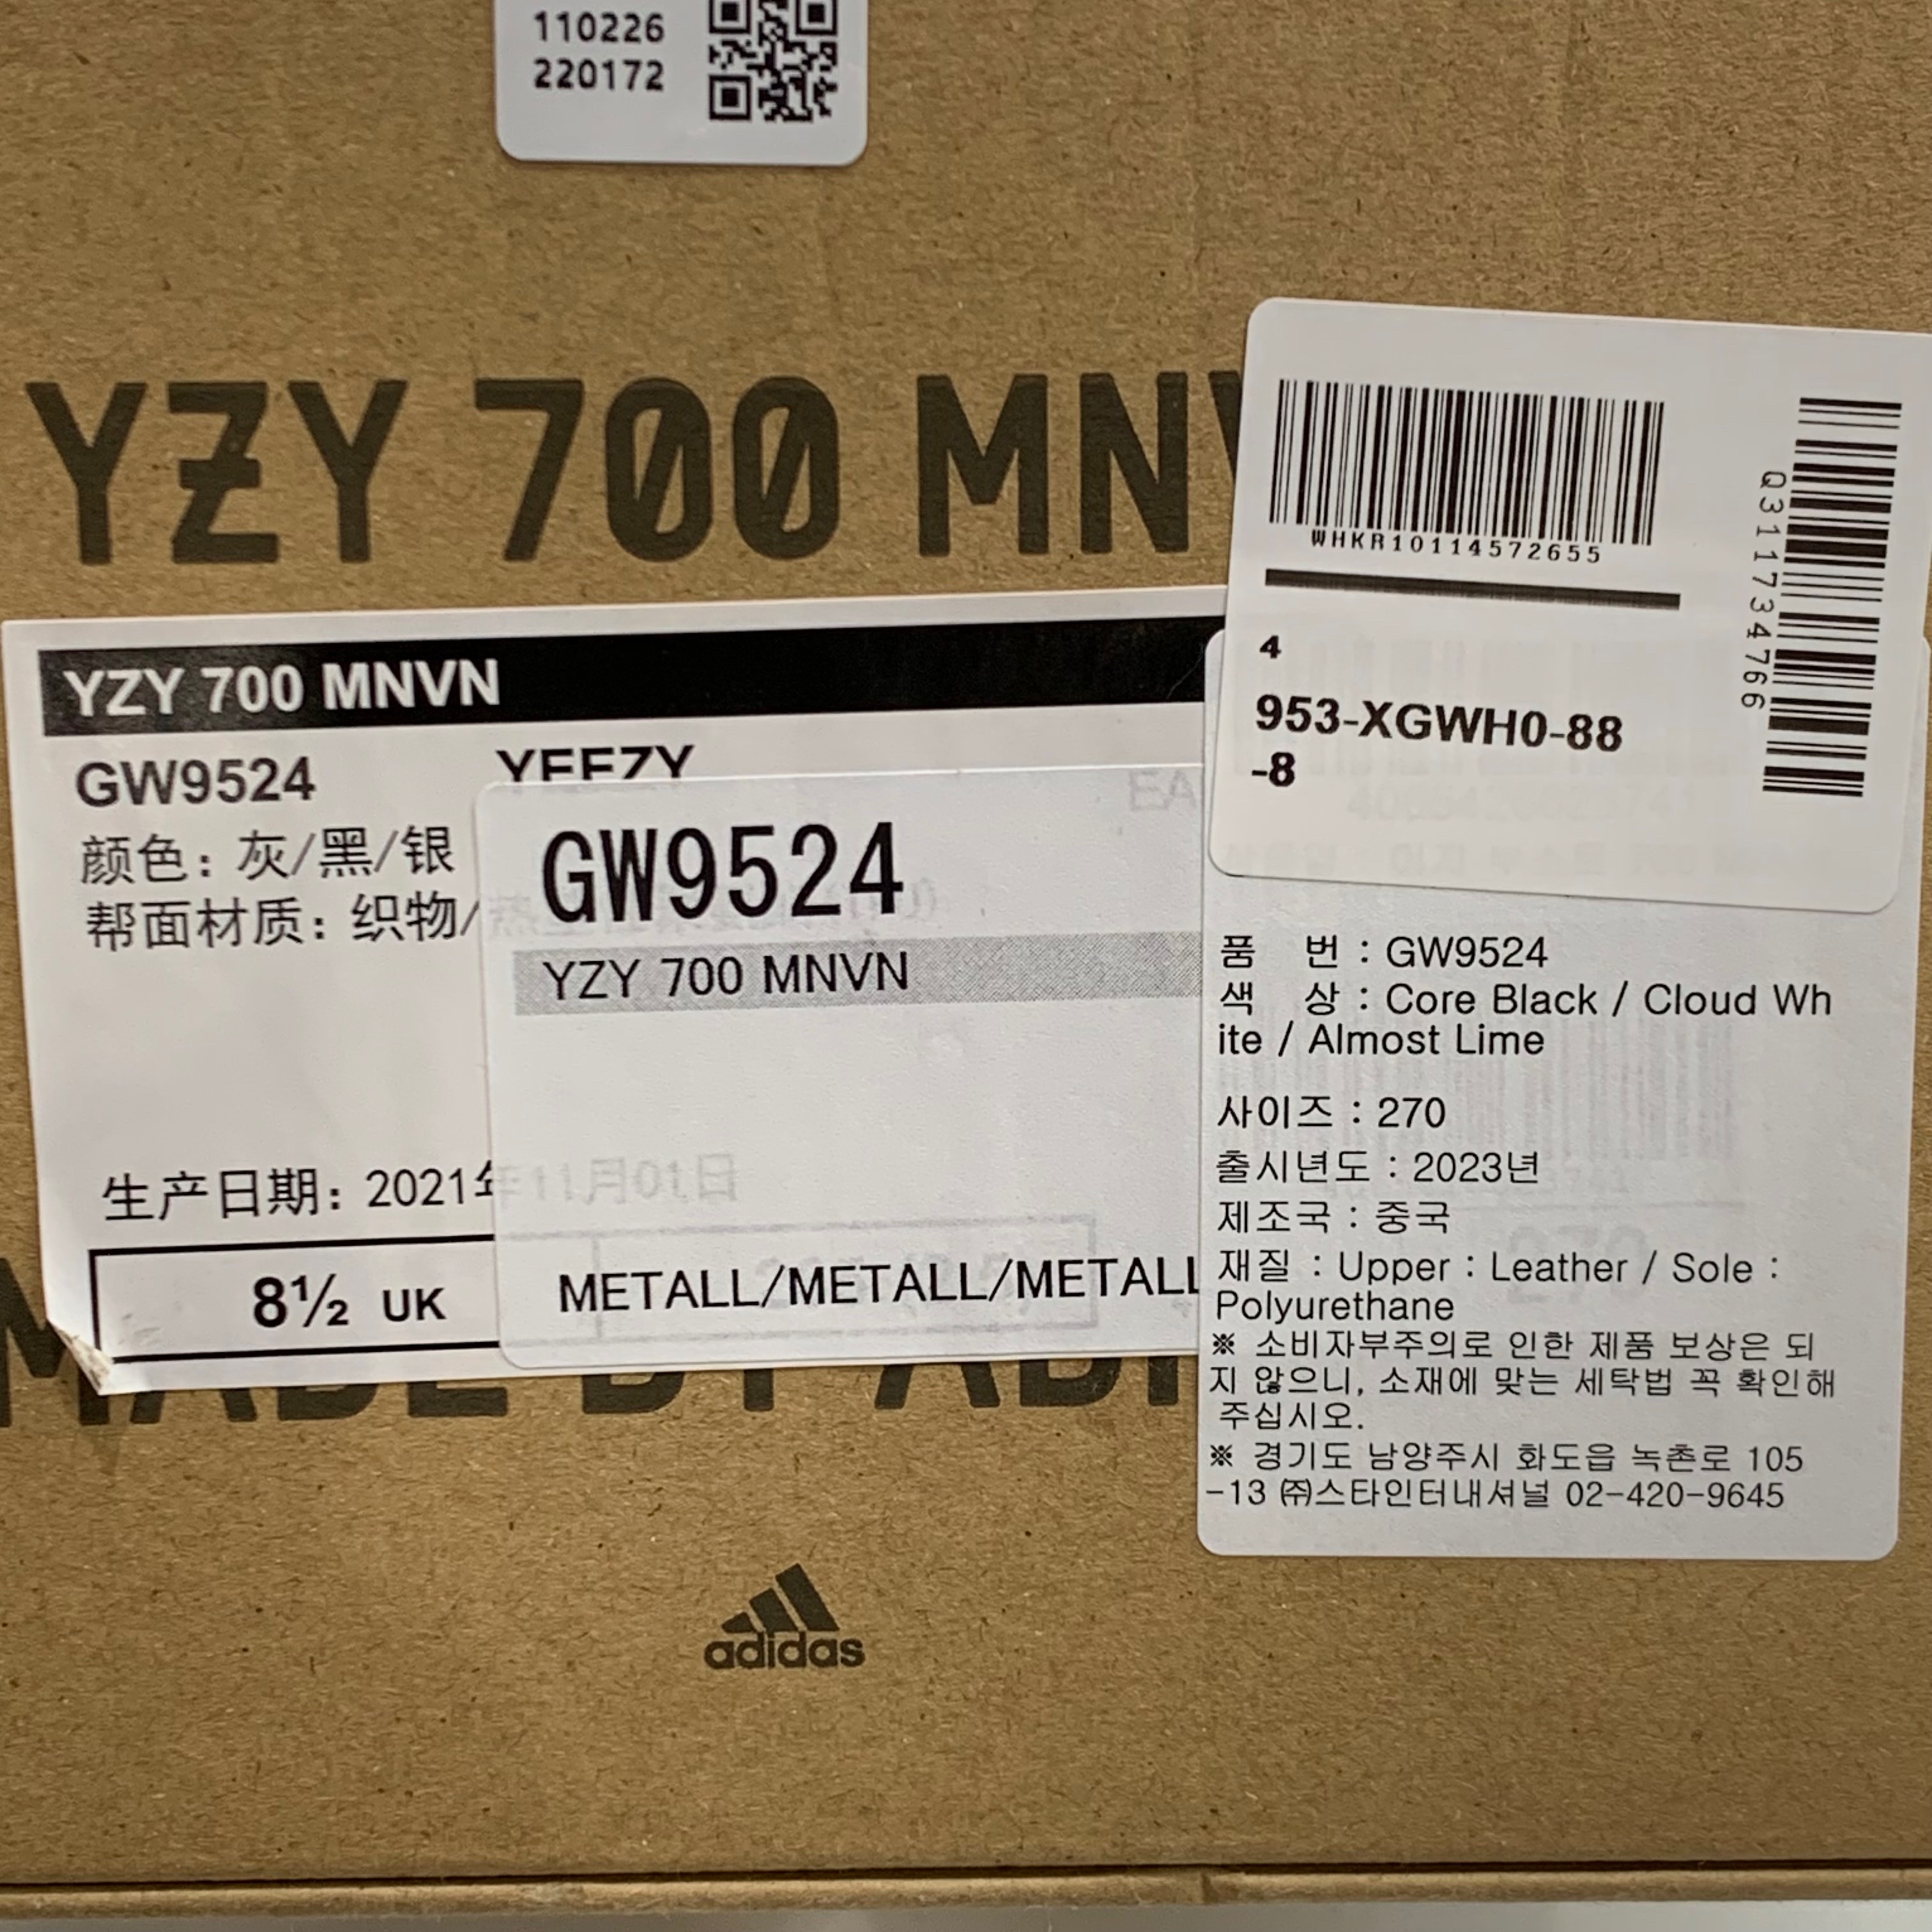 110226
220172
YZY 700 MNV
WHKR10114572655
Q3117734766
4
953-XGWH0-88
-8
YZY 700 MNVN
GW9524
YEEZY
颜色: 灰/黑/银
帮面材质: 织物/
生产日期: 2021年11月01日
8½ UK
GW9524
YZY 700 MNVN
METALL/METALL/METALL
품 번 : GW9524
색 상 : Core Black / Cloud Wh
ite / Almost Lime
사이즈 : 270
출시년도 : 2023년
제조국 : 중국
재질 : Upper : Leather / Sole :
Polyurethane
※ 소비자부주의로 인한 제품 보상은 되
지 않으니, 소재에 맞는 세탁법 꼭 확인해
주십시오.
※ 경기도 남양주시 화도읍 녹촌로 105
-13 ㈜스타인터내셔널 02-420-9645
MADE BY AD
adidas